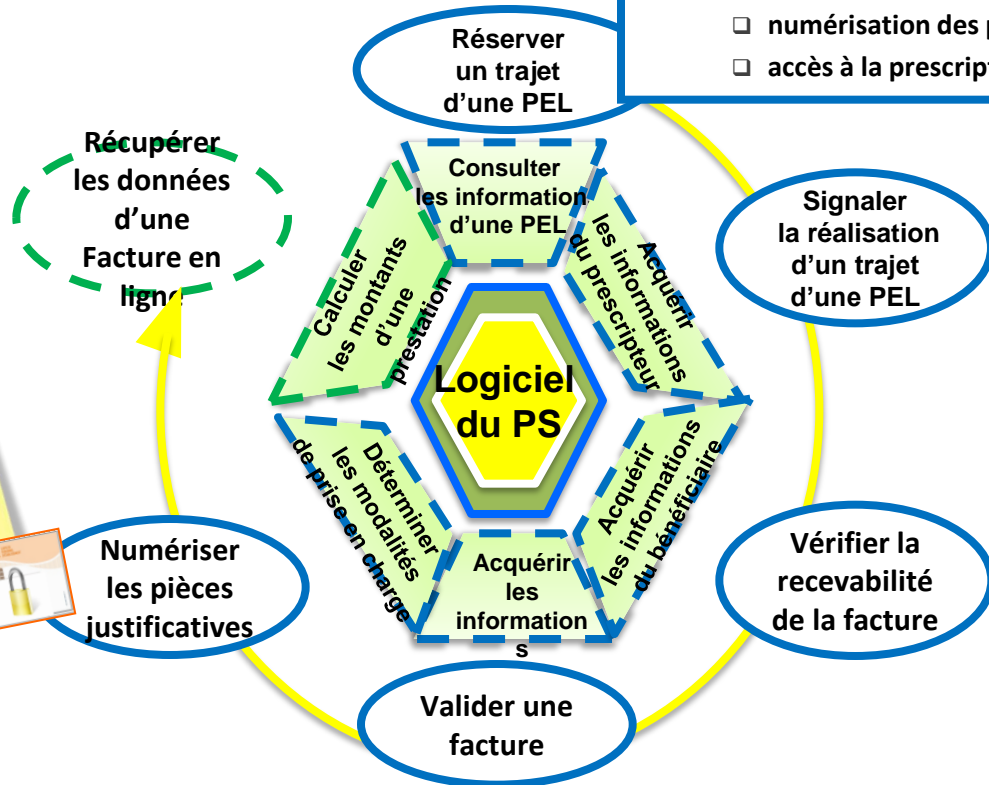 numérisation des
accès à la
Réserver
un trajet
d'une PEL
Récupérer
les données
d'une
Facture en
ligne
Consulter
les information
d'une PEL
Acquérir
les informations
du prescripteur
Signaler
la réalisation
d'un trajet
d'une PEL
Calculer
les montants
d'une
prestation
Logiciel
du PS
Déterminer
les modalités
de prise en charge
Acquérir
les informations
du bénéficiaire
Acquérir
les
information
s
Numériser
les pièces
justificatives
Vérifier la
recevabilité
de la facture
Valider une
facture